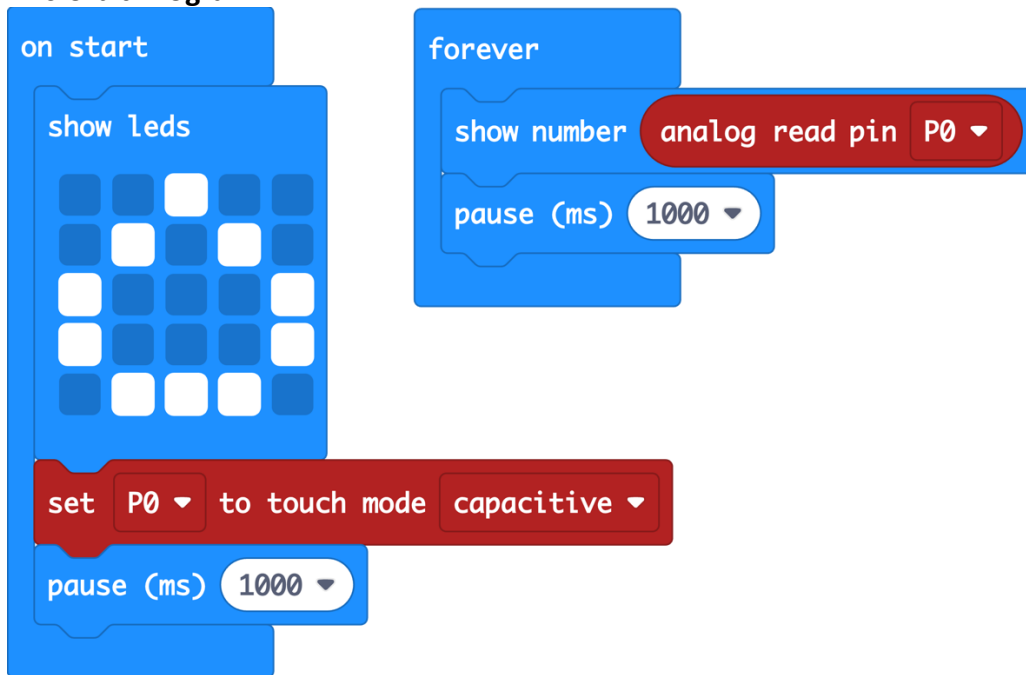 on start
show leds
set P0 to touch mode capacitive
pause (ms) 1000
forever
show number analog read pin P0
pause (ms) 1000